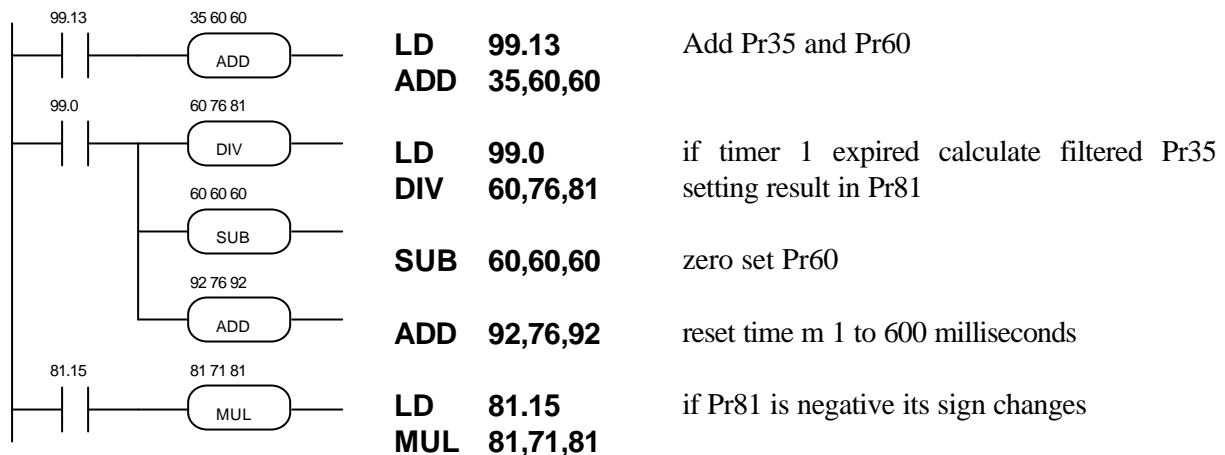 99.13 35 60 60
ADD
LD 99.13 Add Pr35 and Pr60
ADD 35,60,60
99.0 60 76 81
DIV
LD 99.0 if timer 1 expired calculate filtered Pr35
DIV 60,76,81 setting result in Pr81
60 60 60
SUB
SUB 60,60,60 zero set Pr60
92 76 92
ADD
ADD 92,76,92 reset time m 1 to 600 milliseconds
81.15 81 71 81
MUL
LD 81.15 if Pr81 is negative its sign changes
MUL 81,71,81